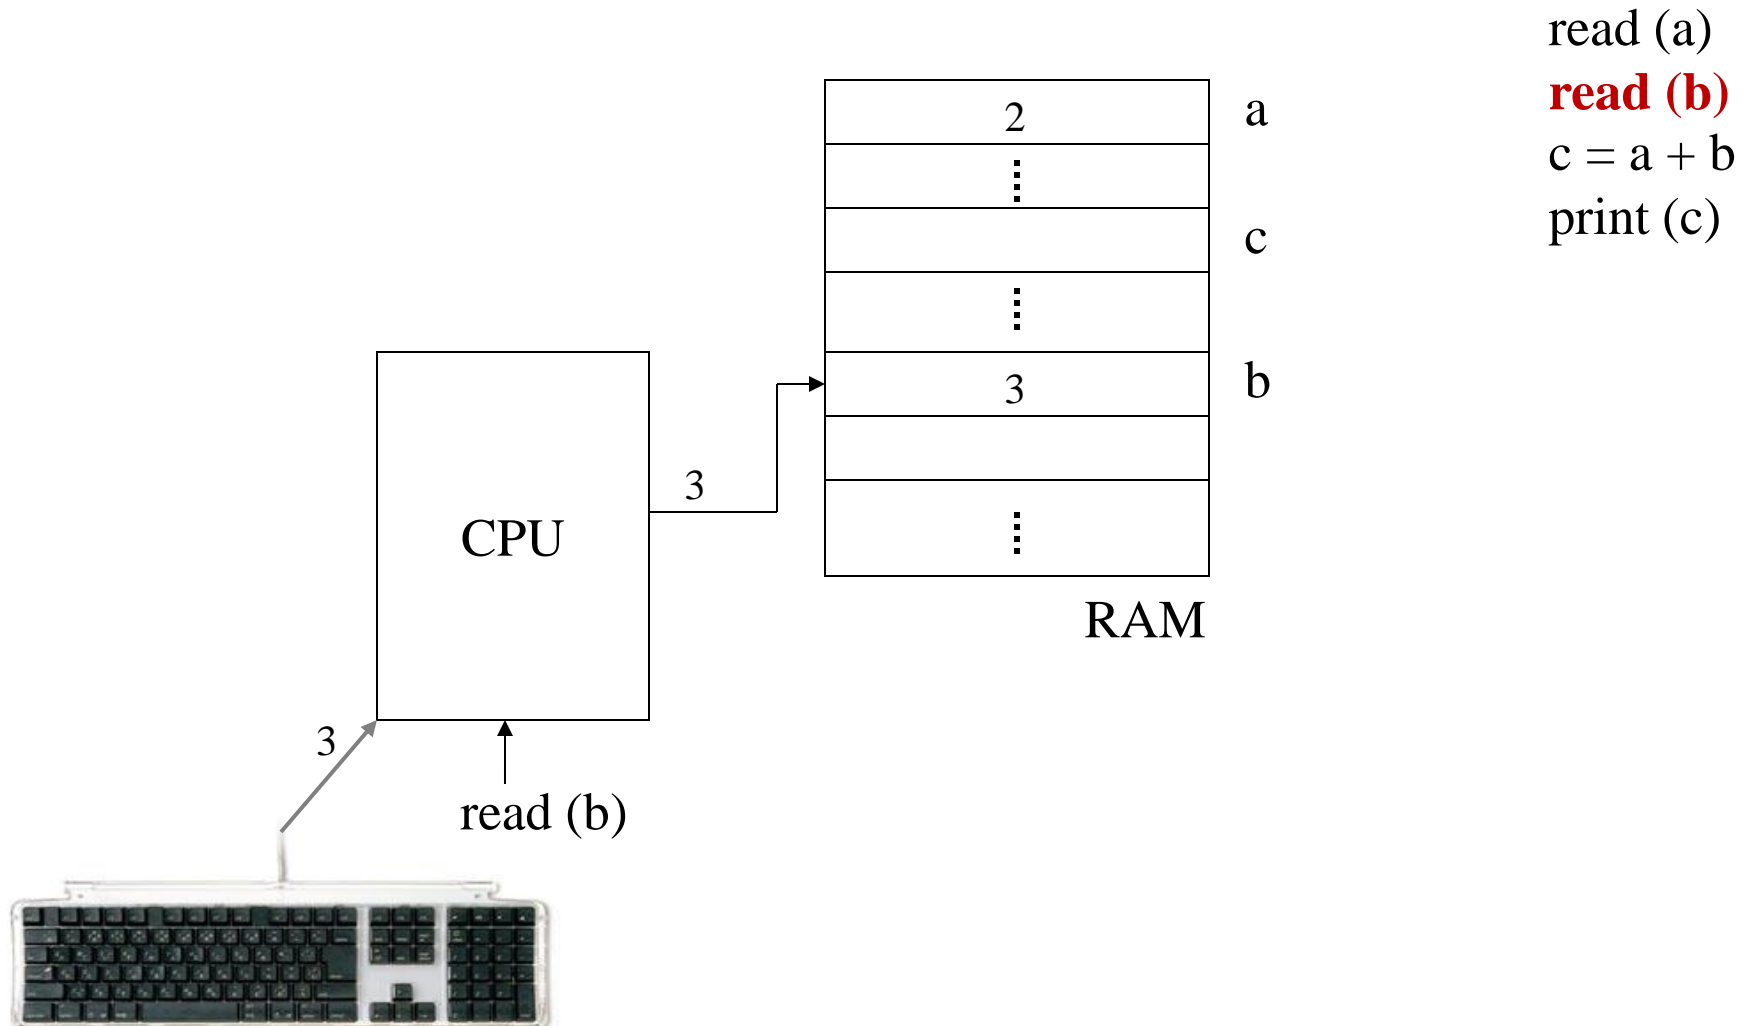 read (a)
read (b)
c = a + b
print (c)
2
a
c
3
b
3
CPU
RAM
3
read (b)